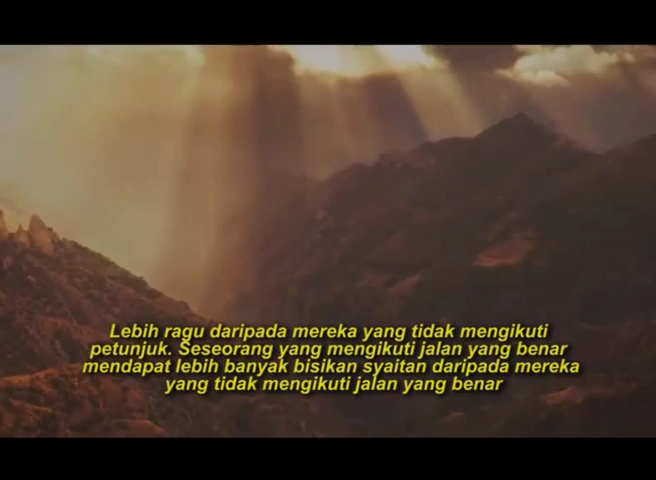 Lebih ragu daripada mereka yang tidak mengikuti
petunjuk. Seseorang yang mengikuti jalan yang benar
mendapat lebih banyak bisikan syaitan daripada mereka
yang tidak mengikuti jalan yang benar